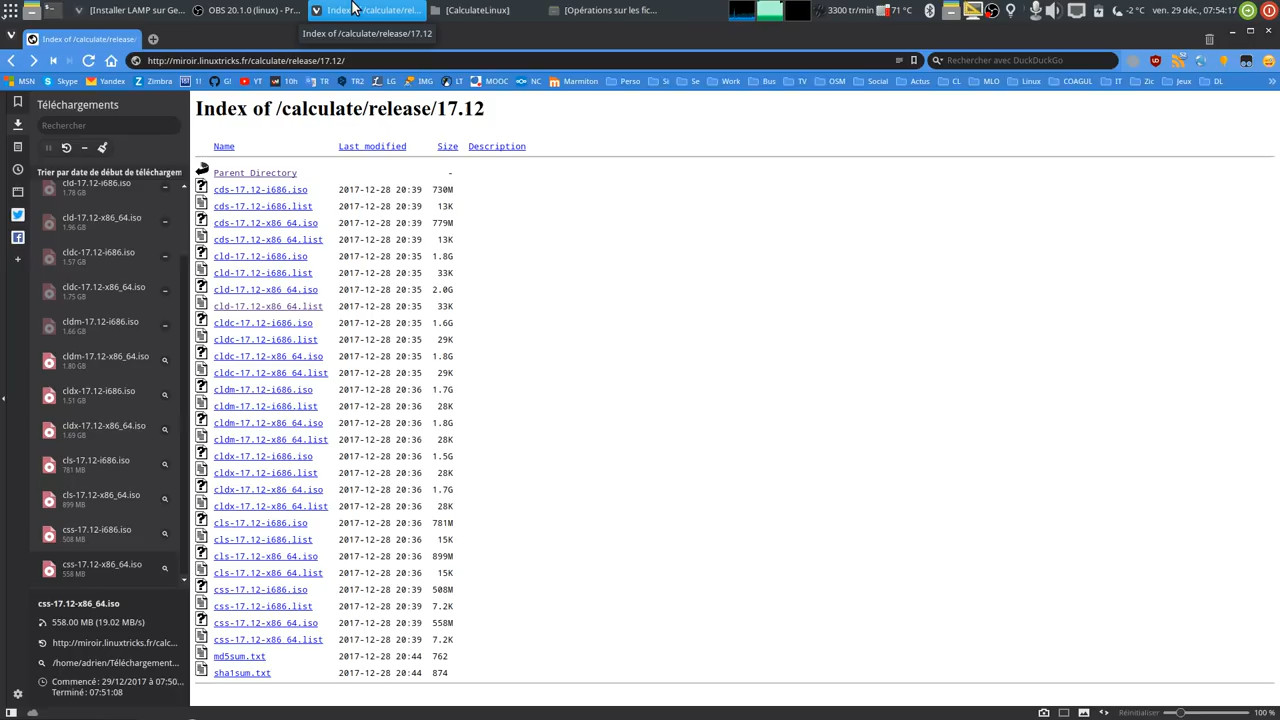 [Installer LAMP sur Ge...
OBS 20.1.0 (linux) - Pr...
Index of /calculate/rel...
[CalculateLinux]
[Opérations sur les fic...
3300 tr/min
71 °C
-2 °C
ven. 29 déc., 07:54:17
Index of /calculate/release/
Index of /calculate/release/17.12
http://miroir.linuxtricks.fr/calculate/release/17.12/
Rechercher avec DuckDuckGo
MSN
Skype
Yandex
Zimbra
1!
G!
YT
10h
TR
TR2
LG
IMG
LT
MOOC
NC
Marmiton
Perso
Si
Se
Work
Bus
TV
OSM
Social
Actus
CL
MLO
Linux
COAGUL
IT
Zic
Jeux
DL
Téléchargements
Rechercher
Trier par date de début de téléchargem
cld-17.12-i686.iso
1.78 GB
cld-17.12-x86_64.iso
1.96 GB
cldc-17.12-i686.iso
1.57 GB
cldc-17.12-x86_64.iso
1.75 GB
cldm-17.12-i686.iso
1.66 GB
cldm-17.12-x86_64.iso
1.80 GB
cldx-17.12-i686.iso
1.51 GB
cldx-17.12-x86_64.iso
1.69 GB
cls-17.12-i686.iso
781 MB
cls-17.12-x86_64.iso
899 MB
css-17.12-i686.iso
508 MB
css-17.12-x86_64.iso
558 MB
css-17.12-x86_64.iso
558.00 MB (19.02 MB/s)
http://miroir.linuxtricks.fr/calc...
/home/adrien/Téléchargement...
Commencé : 29/12/2017 à 07:50...
Terminé : 07:51:08
Index of /calculate/release/17.12
Name Last modified Size Description
Parent Directory -
cds-17.12-i686.iso 2017-12-28 20:39 730M
cds-17.12-i686.list 2017-12-28 20:39 13K
cds-17.12-x86_64.iso 2017-12-28 20:39 779M
cds-17.12-x86_64.list 2017-12-28 20:39 13K
cld-17.12-i686.iso 2017-12-28 20:35 1.8G
cld-17.12-i686.list 2017-12-28 20:35 33K
cld-17.12-x86_64.iso 2017-12-28 20:35 2.0G
cld-17.12-x86_64.list 2017-12-28 20:35 33K
cldc-17.12-i686.iso 2017-12-28 20:35 1.6G
cldc-17.12-i686.list 2017-12-28 20:35 29K
cldc-17.12-x86_64.iso 2017-12-28 20:35 1.8G
cldc-17.12-x86_64.list 2017-12-28 20:35 29K
cldm-17.12-i686.iso 2017-12-28 20:36 1.7G
cldm-17.12-i686.list 2017-12-28 20:36 28K
cldm-17.12-x86_64.iso 2017-12-28 20:36 1.8G
cldm-17.12-x86_64.list 2017-12-28 20:36 28K
cldx-17.12-i686.iso 2017-12-28 20:36 1.5G
cldx-17.12-i686.list 2017-12-28 20:36 28K
cldx-17.12-x86_64.iso 2017-12-28 20:36 1.7G
cldx-17.12-x86_64.list 2017-12-28 20:36 28K
cls-17.12-i686.iso 2017-12-28 20:36 781M
cls-17.12-i686.list 2017-12-28 20:36 15K
cls-17.12-x86_64.iso 2017-12-28 20:36 899M
cls-17.12-x86_64.list 2017-12-28 20:36 15K
css-17.12-i686.iso 2017-12-28 20:39 508M
css-17.12-i686.list 2017-12-28 20:39 7.2K
css-17.12-x86_64.iso 2017-12-28 20:39 558M
css-17.12-x86_64.list 2017-12-28 20:39 7.2K
md5sum.txt 2017-12-28 20:44 762
sha1sum.txt 2017-12-28 20:44 874
Réinitialiser
100 %